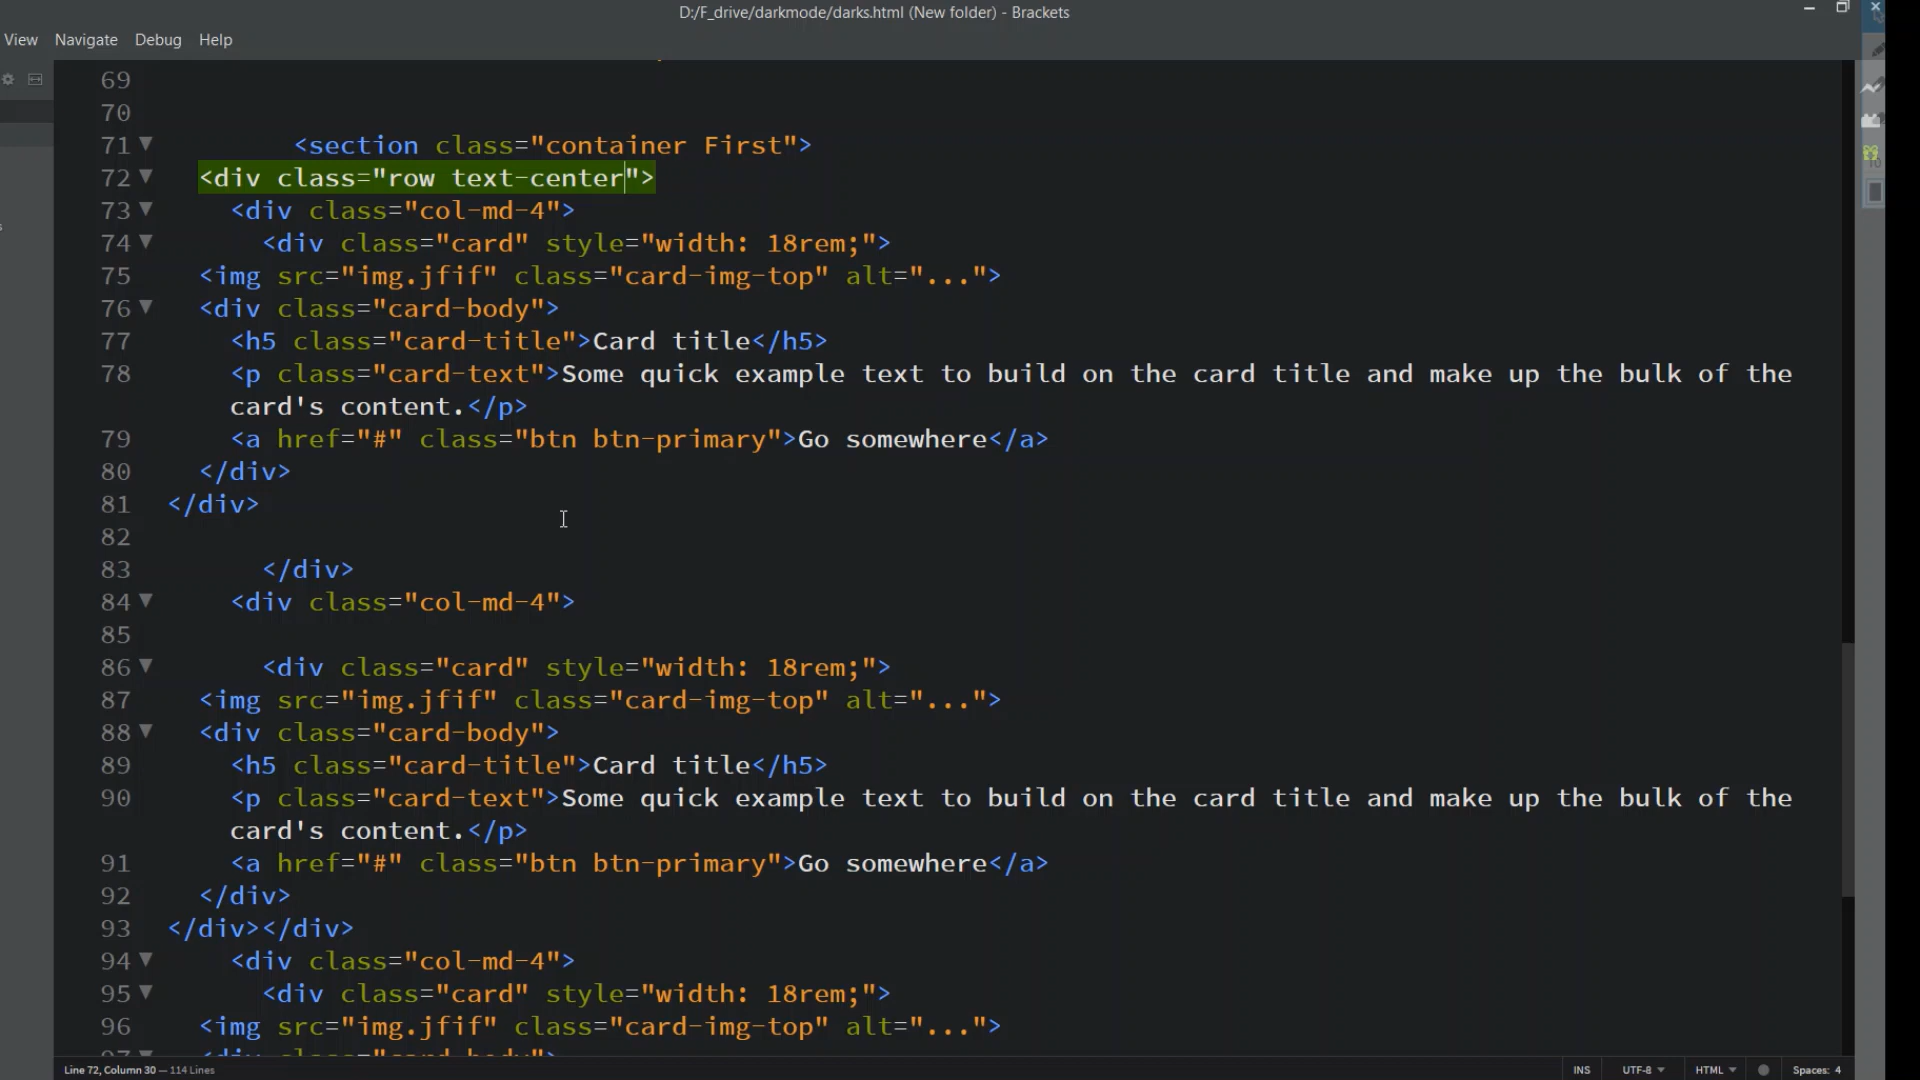 D:/F_drive/darkmode/darks.html (New folder) - Brackets
View Navigate Debug Help
69
70
71 <section class="container First">
72 <div class="row text-center">
73 <div class="col-md-4">
74 <div class="card" style="width: 18rem;">
75 <img src="img.jfif" class="card-img-top" alt="...">
76 <div class="card-body">
77 <h5 class="card-title">Card title</h5>
78 <p class="card-text">Some quick example text to build on the card title and make up the bulk of the
card's content.</p>
79 <a href="#" class="btn btn-primary">Go somewhere</a>
80 </div>
81 </div>
82
83 </div>
84 <div class="col-md-4">
85
86 <div class="card" style="width: 18rem;">
87 <img src="img.jfif" class="card-img-top" alt="...">
88 <div class="card-body">
89 <h5 class="card-title">Card title</h5>
90 <p class="card-text">Some quick example text to build on the card title and make up the bulk of the
card's content.</p>
91 <a href="#" class="btn btn-primary">Go somewhere</a>
92 </div>
93 </div></div>
94 <div class="col-md-4">
95 <div class="card" style="width: 18rem;">
96 <img src="img.jfif" class="card-img-top" alt="...">
97 <div class="card-body">
Line 72, Column 30 — 114 Lines INS UTF-8 HTML Spaces: 4